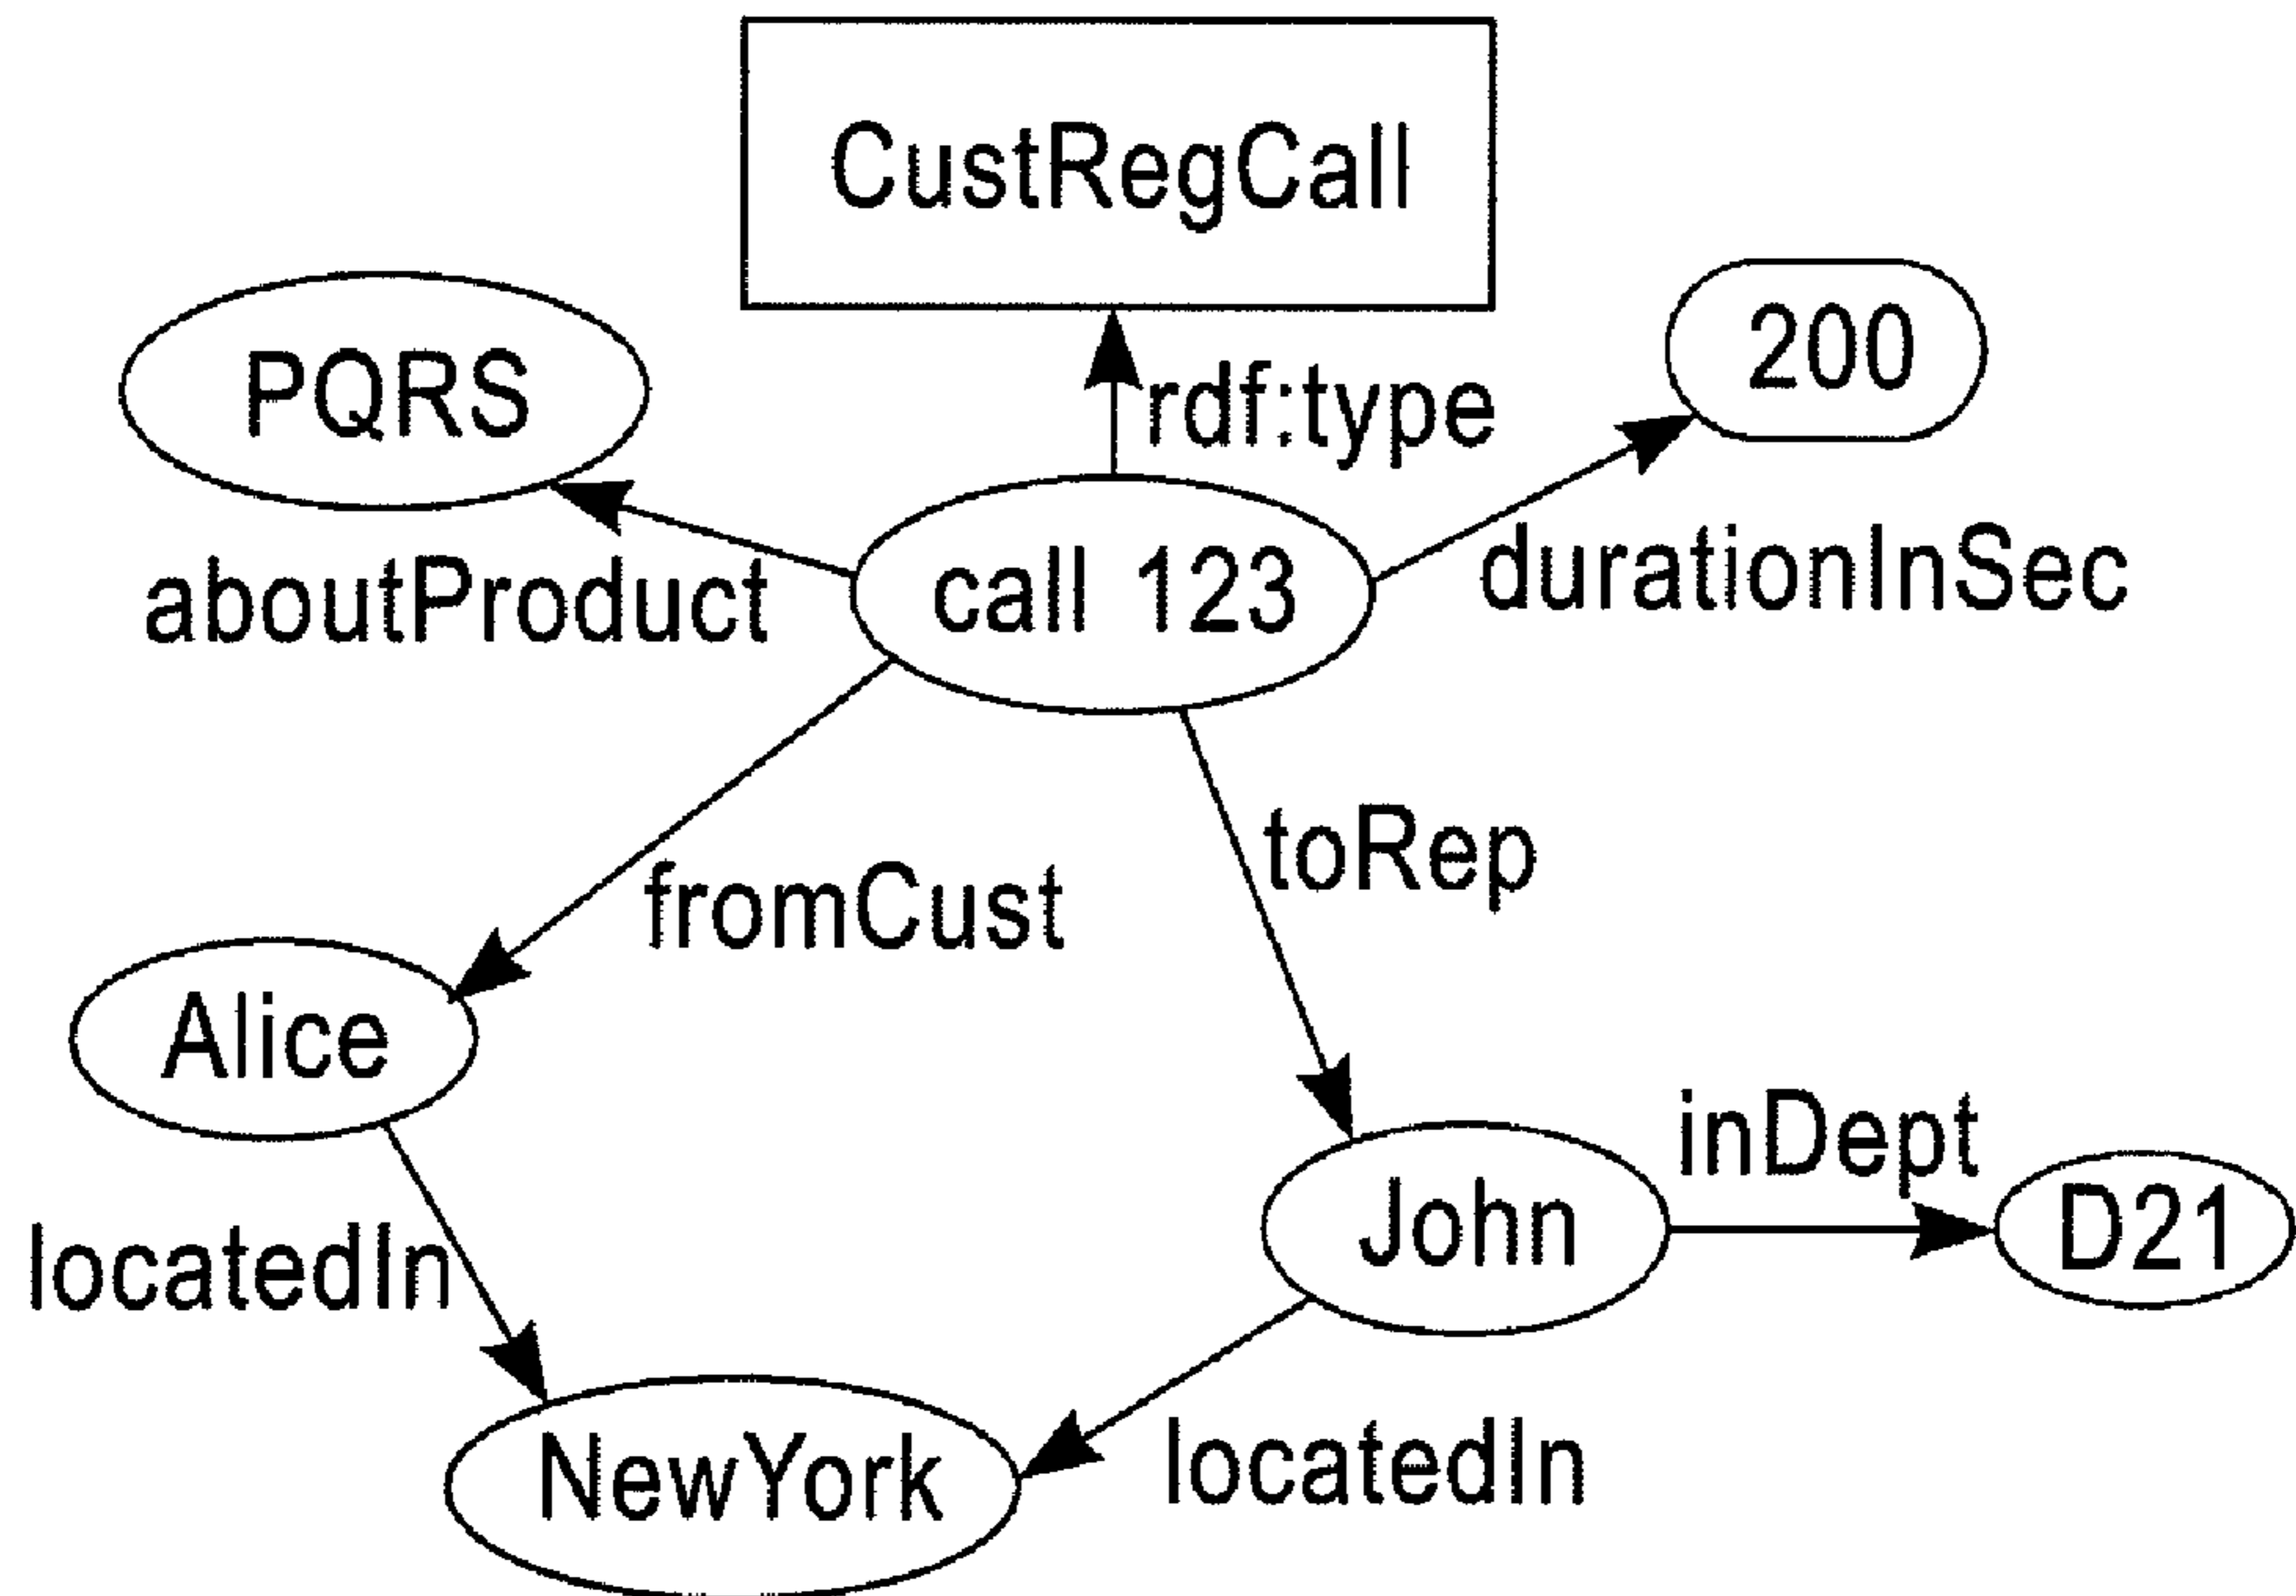 CustRegCall
200
PQRS
rdf:type
aboutProduct
call 123
durationInSec
toRep
fromCust
Alice
inDept
John
D21
locatedIn
NewYork
locatedIn